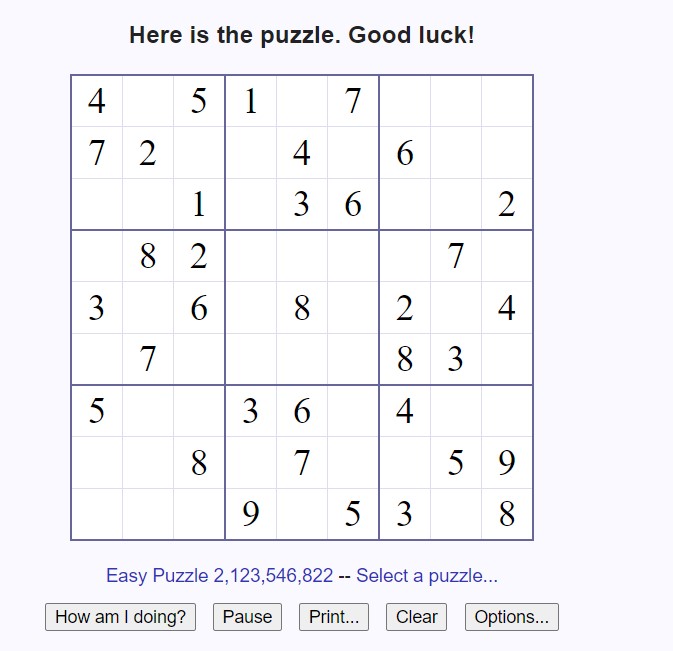 Here is the puzzle. Good luck!
4 5 1 7
7 2 4 6
1 3 6 2
8 2 7
3 6 8 2 4
7 8 3
5 3 6 4
8 7 5 9
9 5 3 8
Easy Puzzle 2,123,546,822 -- Select a puzzle...
How am I doing? Pause Print... Clear Options...